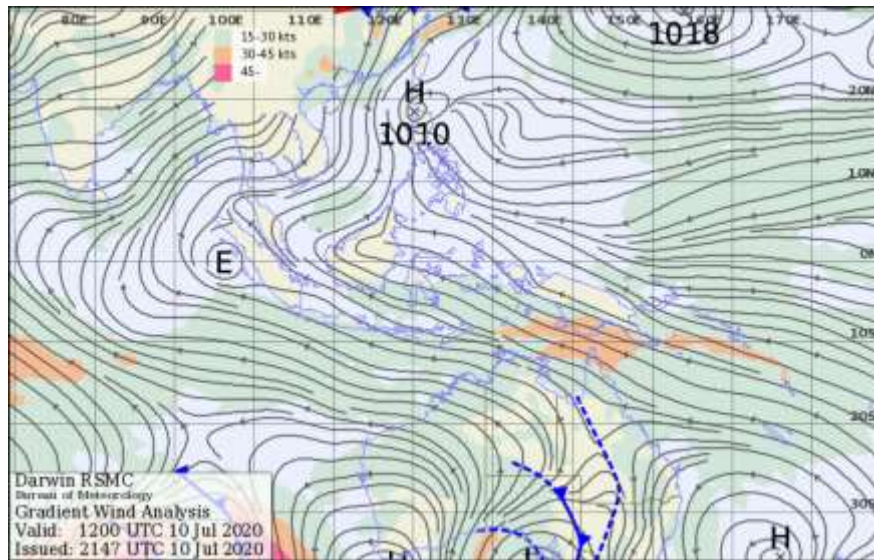 80E 90E 100E 110E 120E 130E 140E 150E 160E 170E
15-30 kts
30-45 kts
45-
1018
H
20N
1010
10N
E
0N
10S
20S
30S
Darwin RSMC
Bureau of Meteorology
Gradient Wind Analysis
Valid: 1200 UTC 10 Jul 2020
Issued: 2147 UTC 10 Jul 2020
H